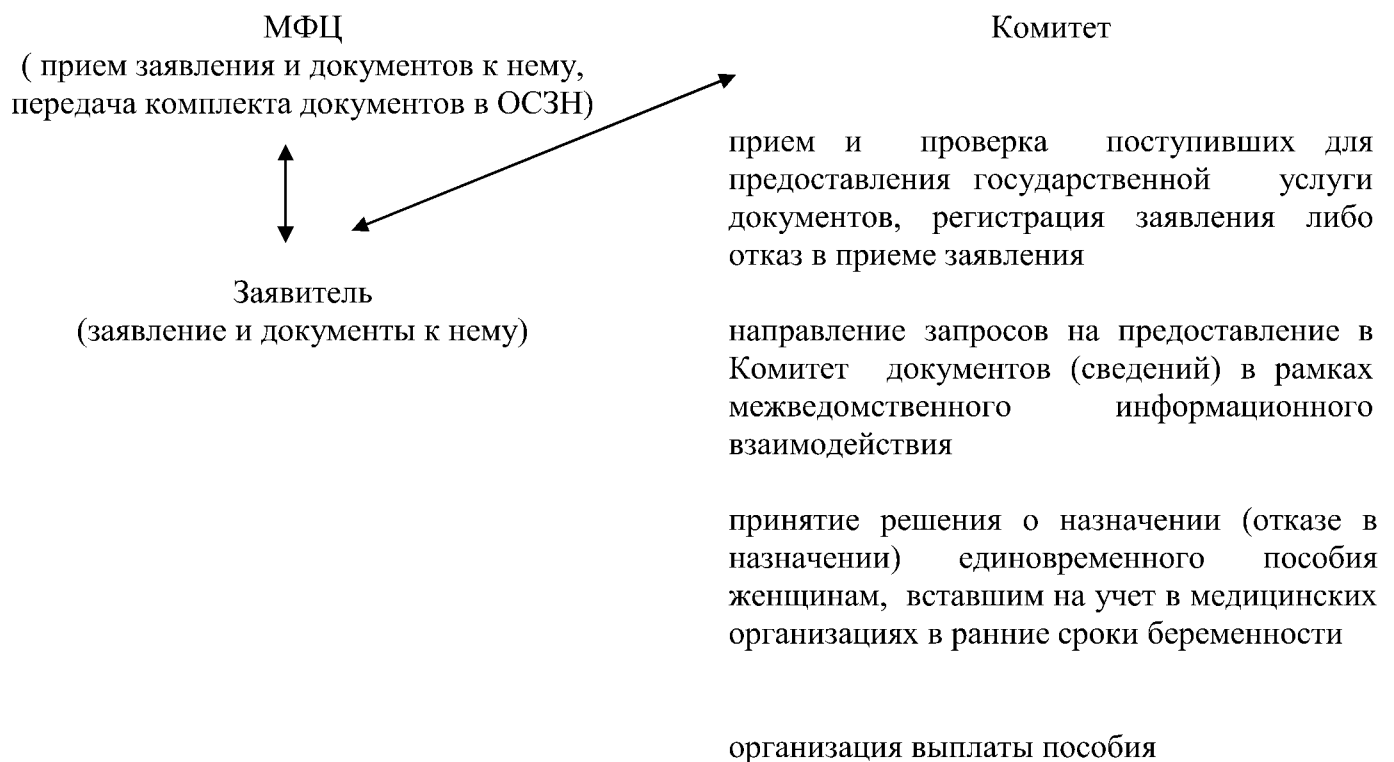 МФЦ
( прием заявления и документов к нему,
передача комплекта документов в ОСЗН)
Заявитель
(заявление и документы к нему)
Комитет
прием и проверка поступивших для
предоставления государственной услуги
документов, регистрация заявления либо
отказ в приеме заявления
направление запросов на предоставление в
Комитет документов (сведений) в рамках
межведомственного информационного
взаимодействия
принятие решения о назначении (отказе в
назначении) единовременного пособия
женщинам, вставшим на учет в медицинских
организациях в ранние сроки беременности
организация выплаты пособия